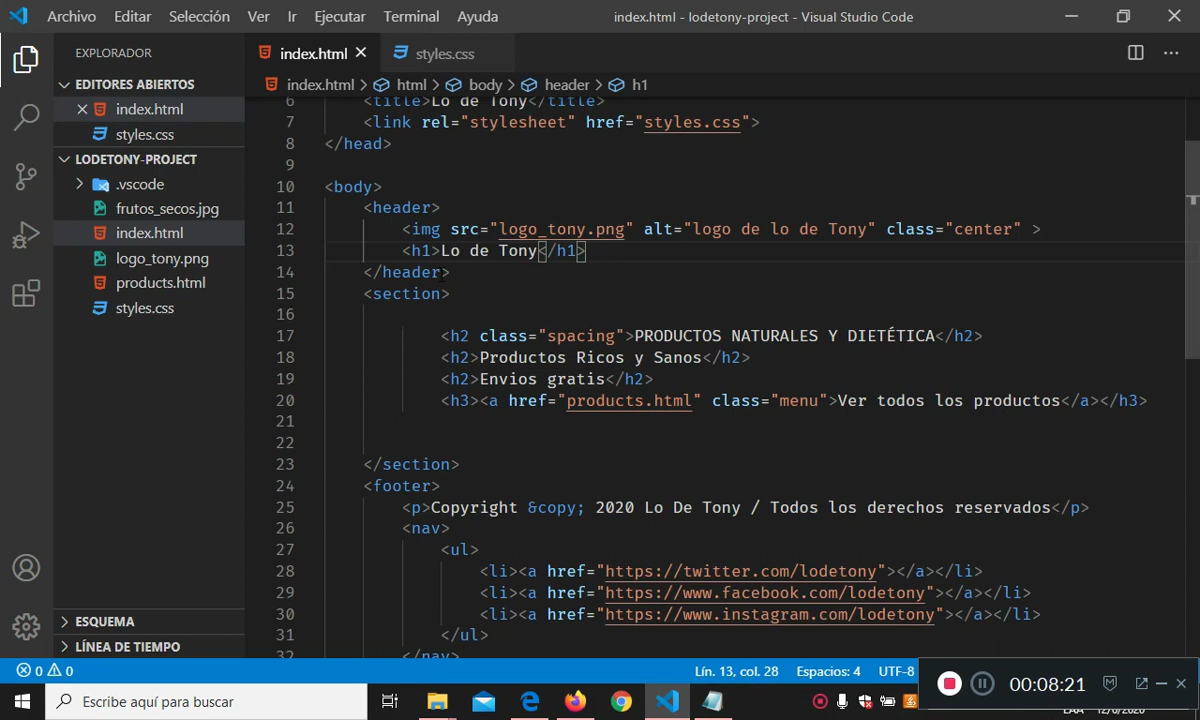 Archivo Editar Selección Ver Ir Ejecutar Terminal Ayuda index.html - lodetony-project - Visual Studio Code
EXPLORADOR
EDITORES ABIERTOS
index.html
styles.css
LODETONY-PROJECT
.vscode
frutos_secos.jpg
index.html
logo_tony.png
products.html
styles.css
ESQUEMA
LÍNEA DE TIEMPO
index.html styles.css
index.html > html > body > header > h1
6 <title>Lo de Tony</title>
7 <link rel="stylesheet" href="styles.css">
8 </head>
9
10 <body>
11 <header>
12 <img src="logo_tony.png" alt="logo de lo de Tony" class="center" >
13 <h1>Lo de Tony</h1>
14 </header>
15 <section>
16
17 <h2 class="spacing">PRODUCTOS NATURALES Y DIETÉTICA</h2>
18 <h2>Productos Ricos y Sanos</h2>
19 <h2>Envios gratis</h2>
20 <h3><a href="products.html" class="menu">Ver todos los productos</a></h3>
21
22
23 </section>
24 <footer>
25 <p>Copyright &copy; 2020 Lo De Tony / Todos los derechos reservados</p>
26 <nav>
27 <ul>
28 <li><a href="https://twitter.com/lodetony"></a></li>
29 <li><a href="https://www.facebook.com/lodetony"></a></li>
30 <li><a href="https://www.instagram.com/lodetony"></a></li>
31 </ul>
32 </nav>
0 0 Lín. 13, col. 28 Espacios: 4 UTF-8
Escribe aquí para buscar
00:08:21